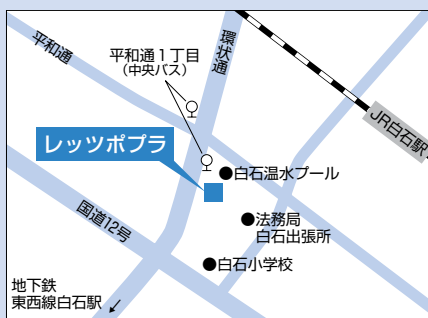 平和通
平和通1丁目
(中央バス)
環状通
JR白石駅
レッツポプラ
●白石温水プール
国道12号
●法務局
白石出張所
●白石小学校
地下鉄
東西線白石駅